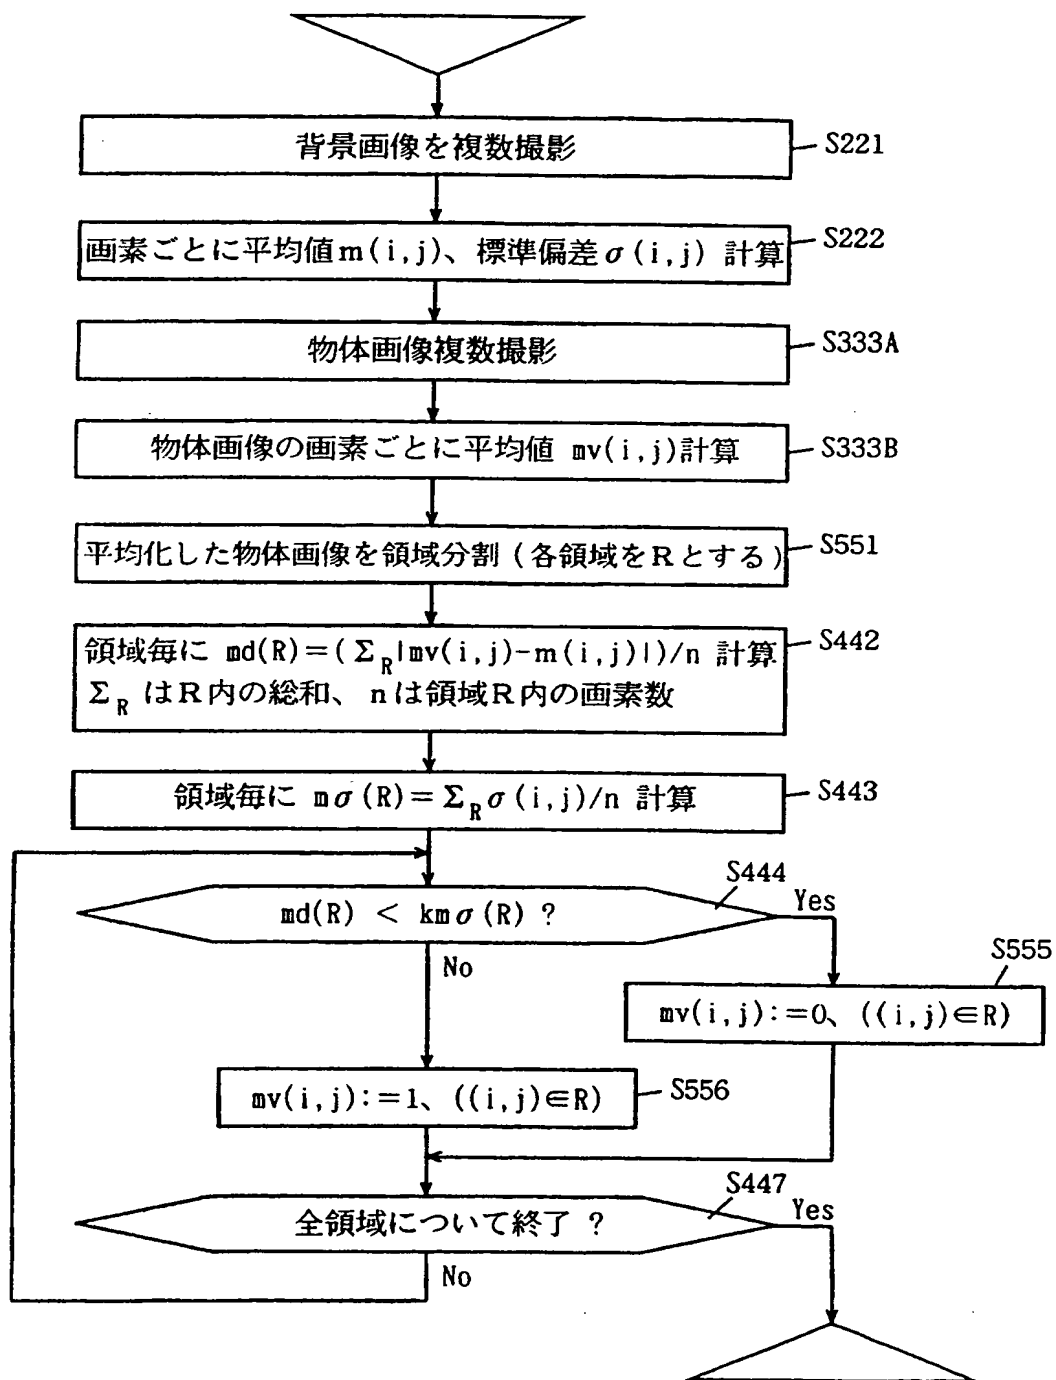 背景画像を複数撮影
S221
画素ごとに平均値m(i,j)、標準偏差σ(i,j) 計算
S222
物体画像複数撮影
S333A
物体画像の画素ごとに平均値 mv(i,j)計算
S333B
平均化した物体画像を領域分割(各領域をRとする)
S551
領域毎に md(R)=(Σ_R|mv(i,j)-m(i,j)|)/n 計算
Σ_R はR内の総和、nは領域R内の画素数
S442
領域毎に mσ(R)=Σ_Rσ(i,j)/n 計算
S443
S444
md(R) < kmσ(R) ?
Yes
No
S555
mv(i,j):=0、((i,j)∈R)
mv(i,j):=1、((i,j)∈R)
S556
S447
全領域について終了 ?
Yes
No